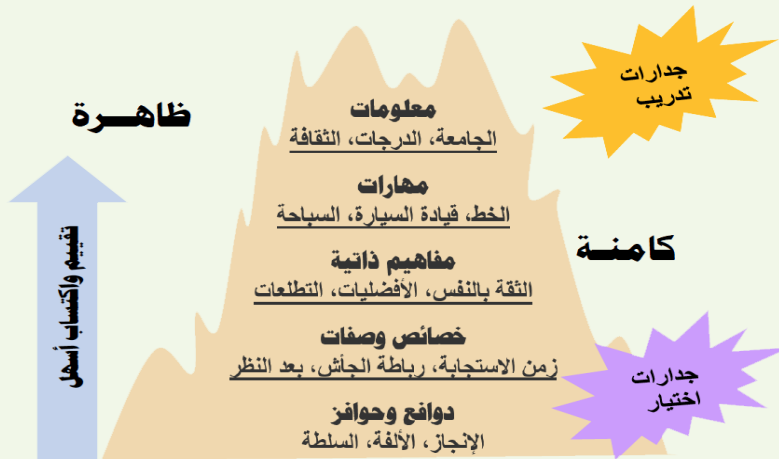 جدارات
تدريب
ظاهـــرة
معلومات
الجامعة، الدرجات، الثقافة
مهارات
الخط، قيادة السيارة، السباحة
كامنــة
مفاهيم ذاتية
الثقة بالنفس، الأفضليات، التطلعات
تقييم واكتساب أسهل
خصائص وصفات
زمن الاستجابة، رباطة الجأش، بعد النظر
جدارات
اختيار
دوافع وحوافز
الإنجاز، الألفة، السلطة